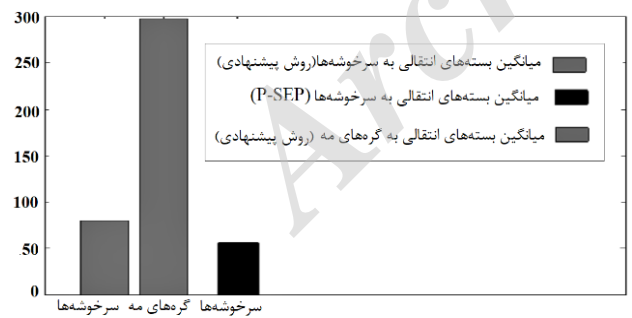 300
250
200
150
100
50
0
میانگین بسته‌های انتقالی به سرخوشه‌ها(روش پیشنهادی)
میانگین بسته‌های انتقالی به سرخوشه‌ها (P-SEP)
میانگین بسته‌های انتقالی به گره‌های مه (روش پیشنهادی)
سرخوشه‌ها گره‌های مه سرخوشه‌ها